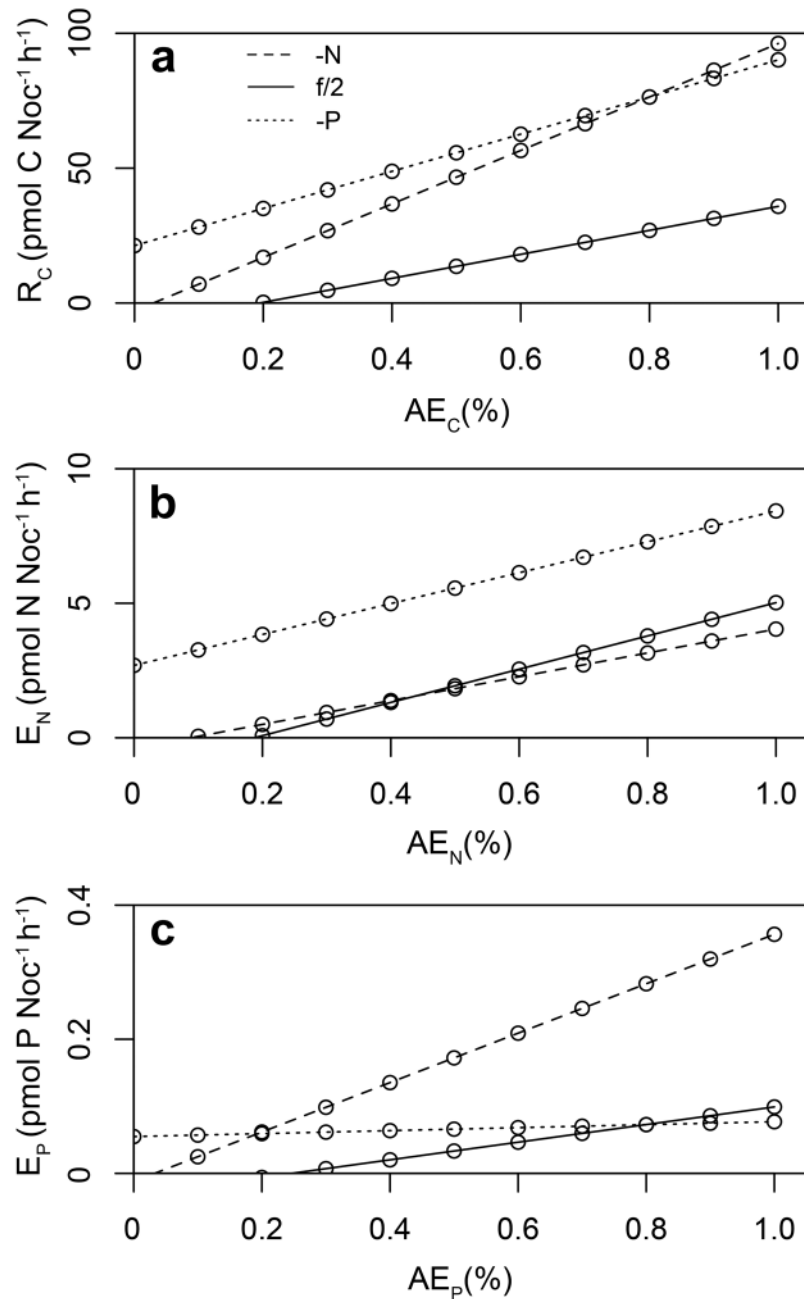 a
-N
f/2
-P
100
50
0
R_C (pmol C Noc⁻¹ h⁻¹)
0 0.2 0.4 0.6 0.8 1.0
AE_C(%)
b
10
5
0
E_N (pmol N Noc⁻¹ h⁻¹)
0 0.2 0.4 0.6 0.8 1.0
AE_N(%)
c
0.4
0.2
0
E_P (pmol P Noc⁻¹ h⁻¹)
0 0.2 0.4 0.6 0.8 1.0
AE_P(%)